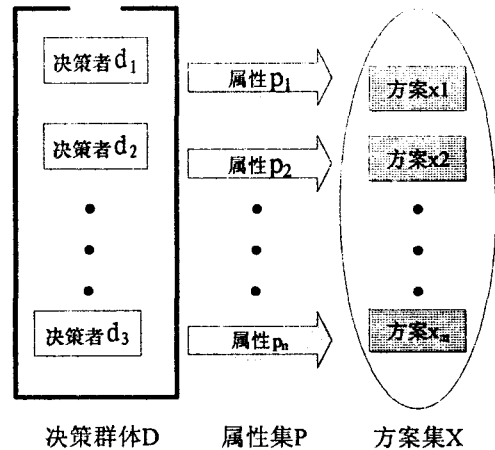 决策者d₁ 属性p₁ 方案x1
决策者d₂ 属性p₂ 方案x2
决策者d₃ 属性pₙ 方案xₘ
决策群体D 属性集P 方案集X